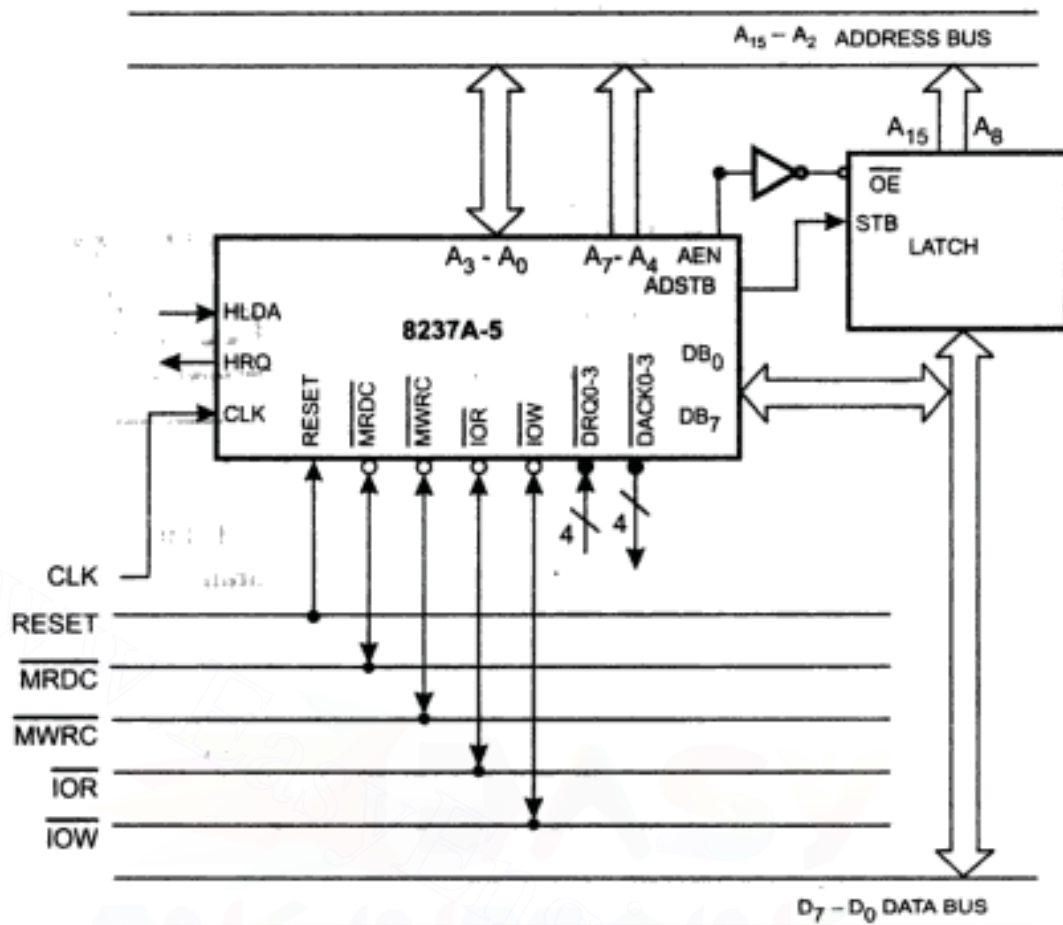 A15 – A2 ADDRESS BUS
A15 A8
OE
STB
LATCH
A3 - A0
A7- A4
AEN
ADSTB
HLDA
8237A-5
HRQ
DB0
CLK
DB7
RESET
MRDC
MWRC
IOR
IOW
DRQ0-3
DACK0-3
4
4
CLK
RESET
MRDC
MWRC
IOR
IOW
D7 – D0 DATA BUS